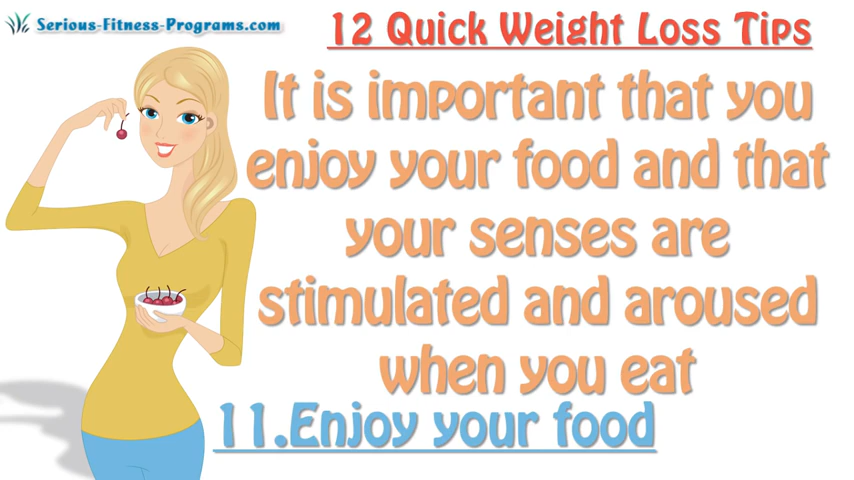 Serious-Fitness-Programs.com
12 Quick Weight Loss Tips
It is important that you
enjoy your food and that
your senses are
stimulated and aroused
when you eat
11.Enjoy your food